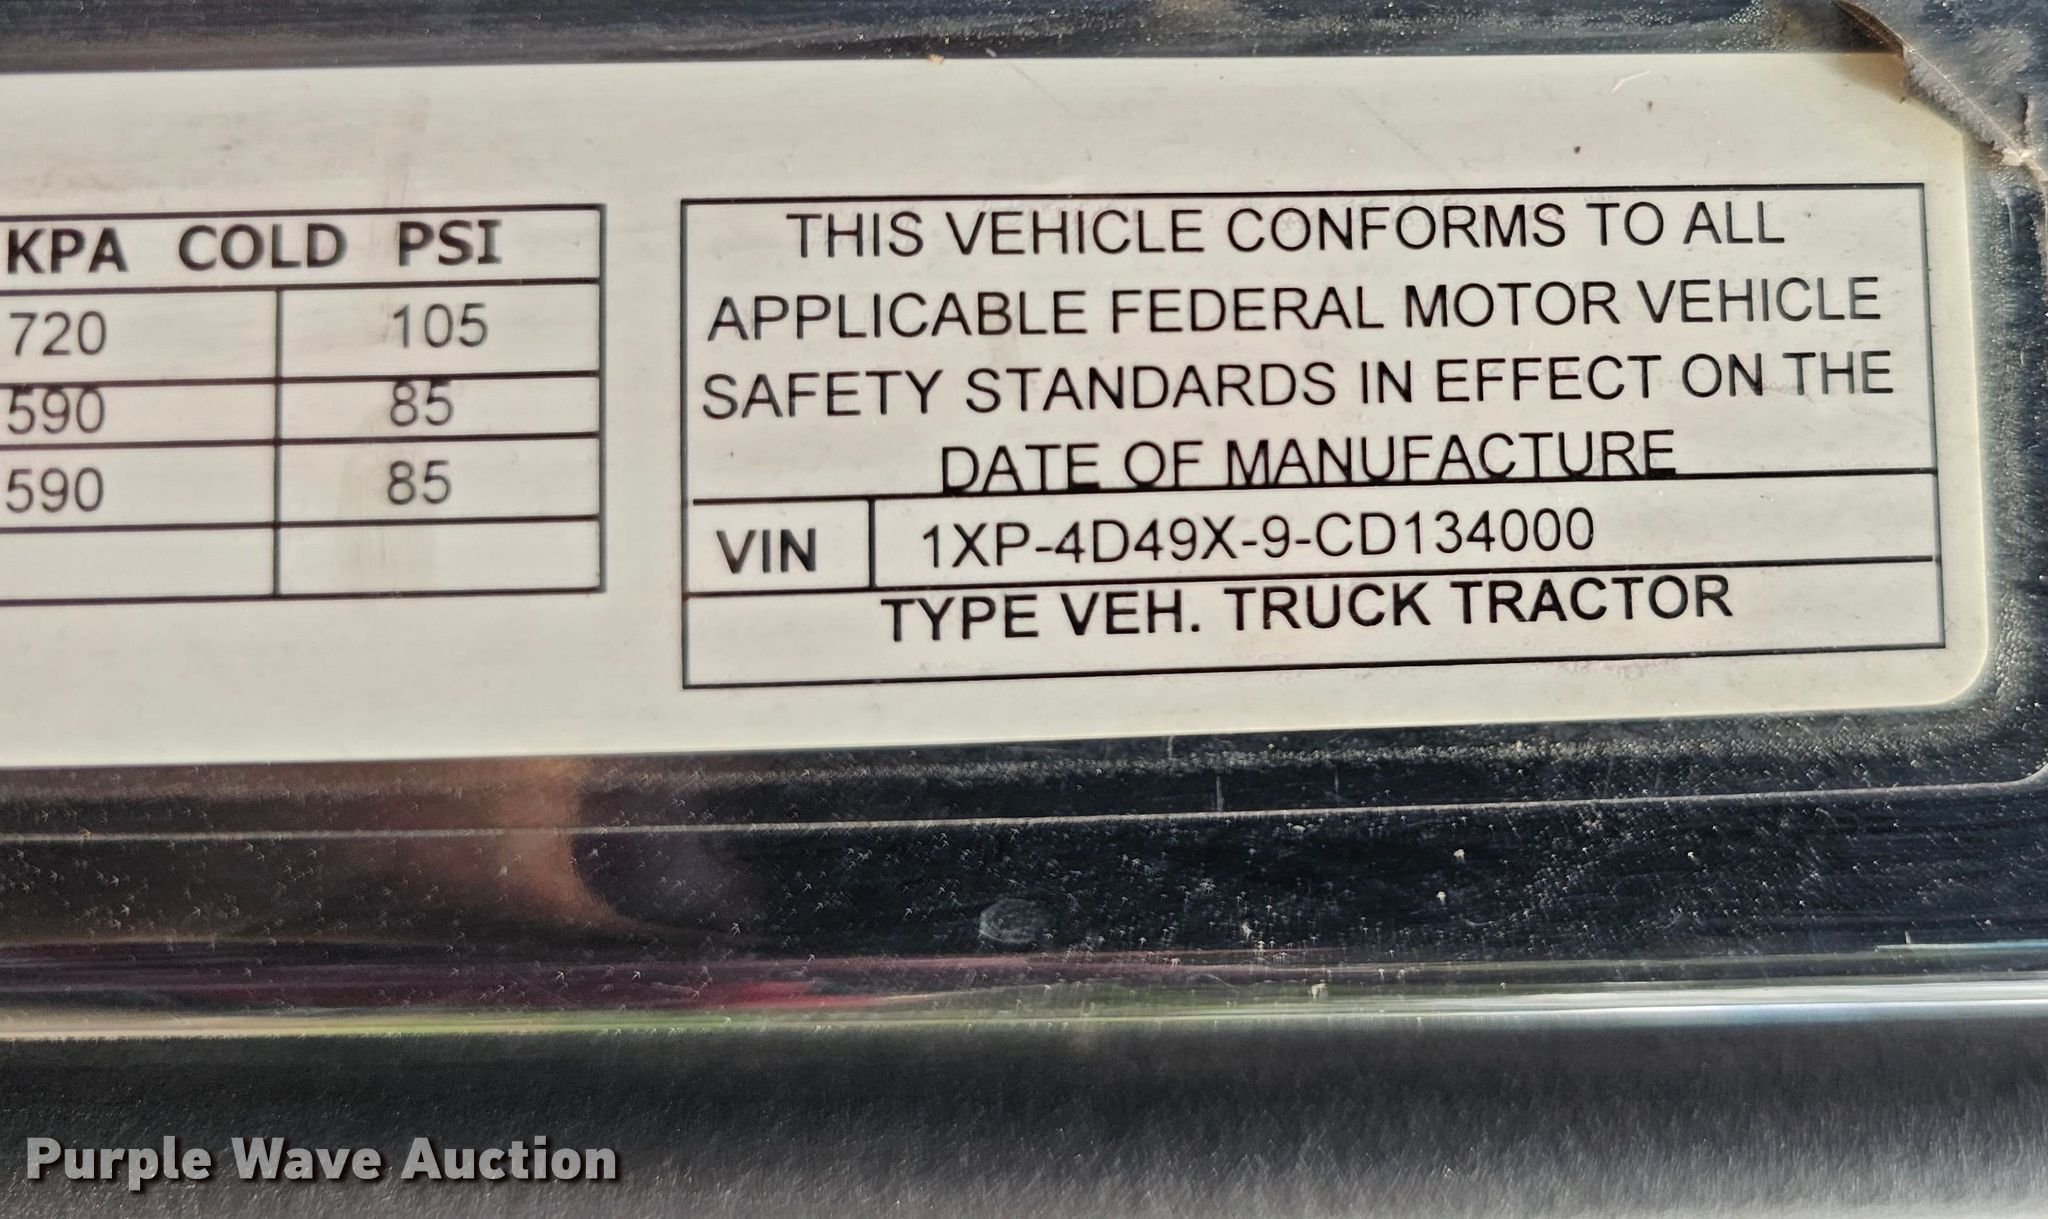 KPA COLD PSI
720 105
590 85
590 85
THIS VEHICLE CONFORMS TO ALL
APPLICABLE FEDERAL MOTOR VEHICLE
SAFETY STANDARDS IN EFFECT ON THE
DATE OF MANUFACTURE
VIN 1XP-4D49X-9-CD134000
TYPE VEH. TRUCK TRACTOR
Purple Wave Auction